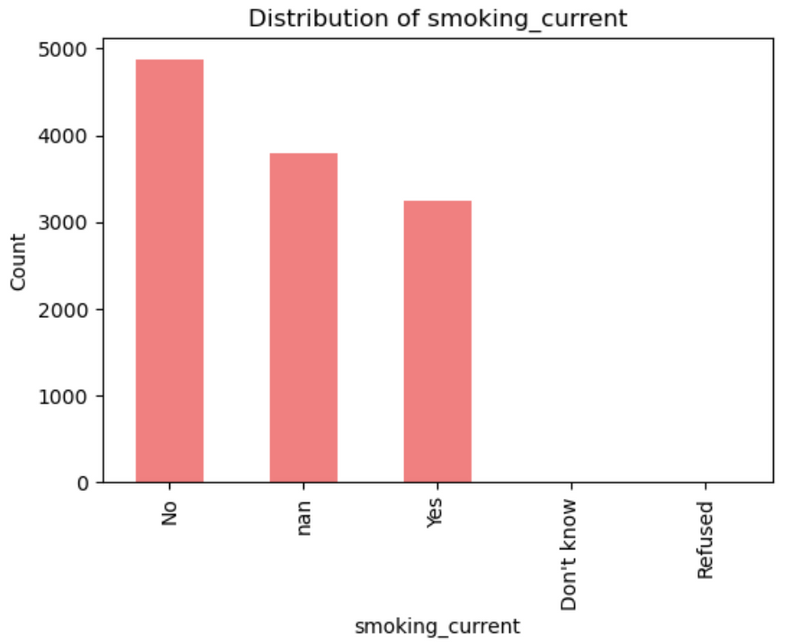 Distribution of smoking_current
5000
4000
3000
2000
1000
0
Count
No
nan
Yes
Don't know
Refused
smoking_current